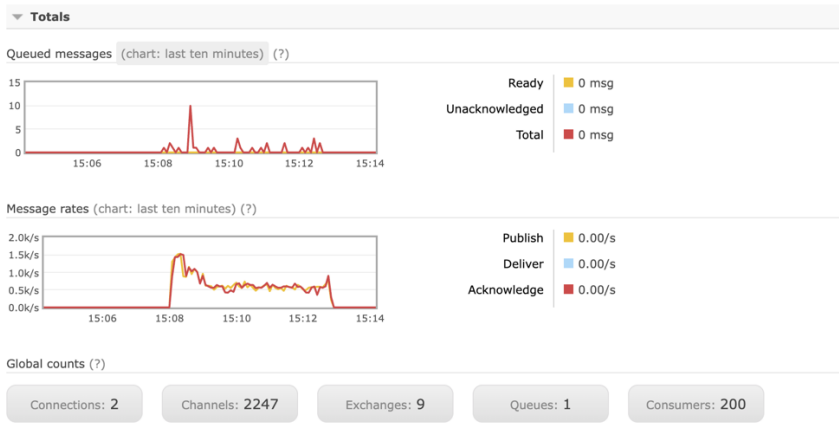 Totals
Queued messages (chart: last ten minutes) (?)
15
10
5
0
15:06 15:08 15:10 15:12 15:14
Ready 0 msg
Unacknowledged 0 msg
Total 0 msg
Message rates (chart: last ten minutes) (?)
2.0k/s
1.5k/s
1.0k/s
0.5k/s
0.0k/s
15:06 15:08 15:10 15:12 15:14
Publish 0.00/s
Deliver 0.00/s
Acknowledge 0.00/s
Global counts (?)
Connections: 2 Channels: 2247 Exchanges: 9 Queues: 1 Consumers: 200